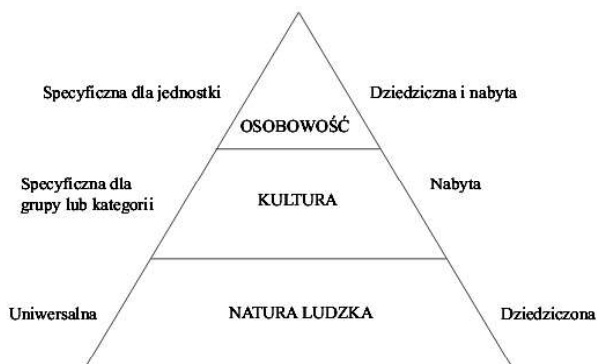 Specyficzna dla jednostki
Dziedziczna i nabyta
OSOBOWOŚĆ
Specyficzna dla
grupy lub kategorii
KULTURA
Nabyta
Uniwersalna
NATURA LUDZKA
Dziedziczona